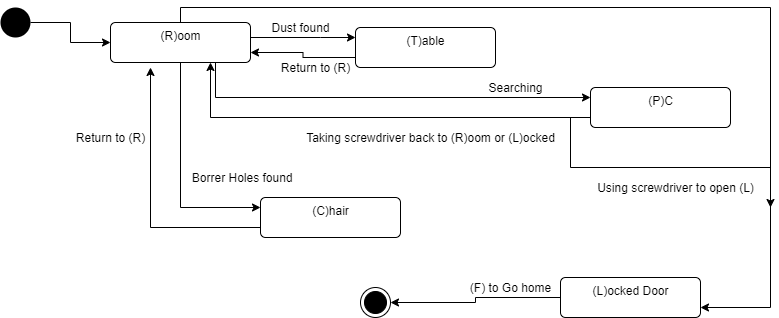 (R)oom
Dust found
(T)able
Return to (R)
Searching
(P)C
Return to (R)
Taking screwdriver back to (R)oom or (L)ocked
Borrer Holes found
Using screwdriver to open (L)
(C)hair
(F) to Go home
(L)ocked Door